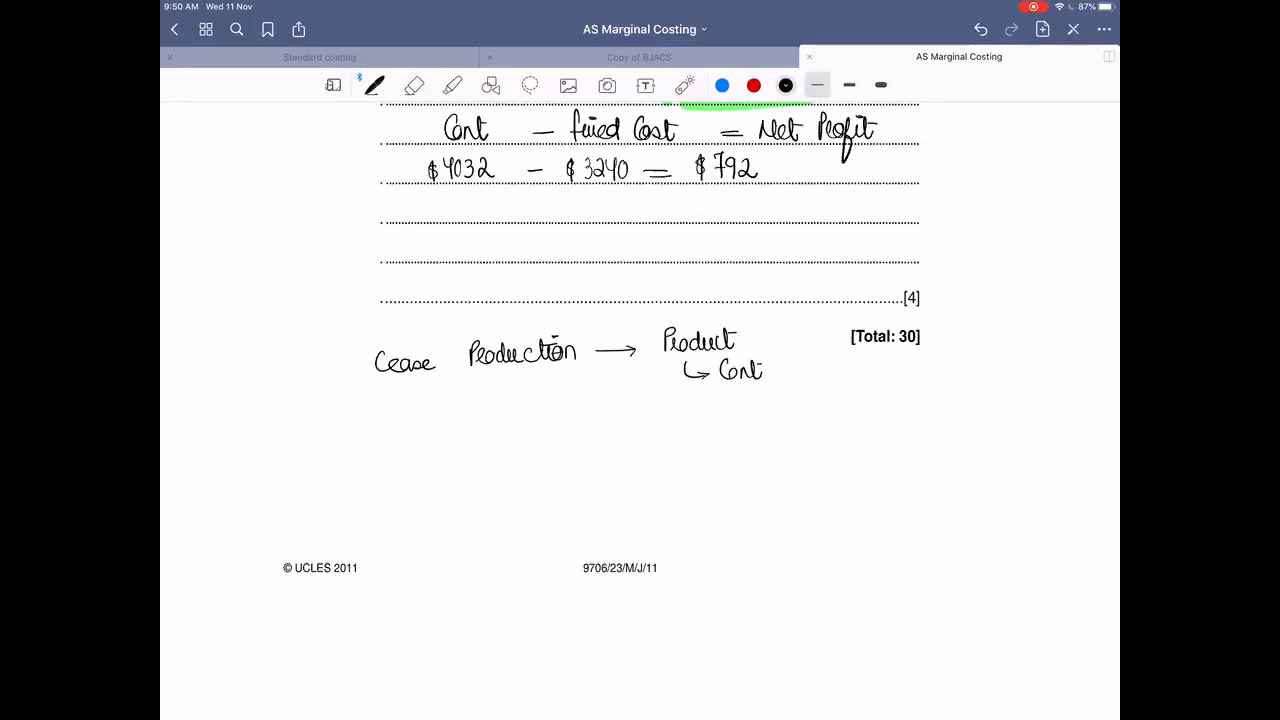 9:50 AM Wed 11 Nov
87%
AS Marginal Costing
Standard costing
Copy of BJACS
AS Marginal Costing
Cont - fixed Cost = Net Profit
$4032 - $3240 = $792
[4]
[Total: 30]
Cease Production → Product
↳ Cont
© UCLES 2011
9706/23/M/J/11